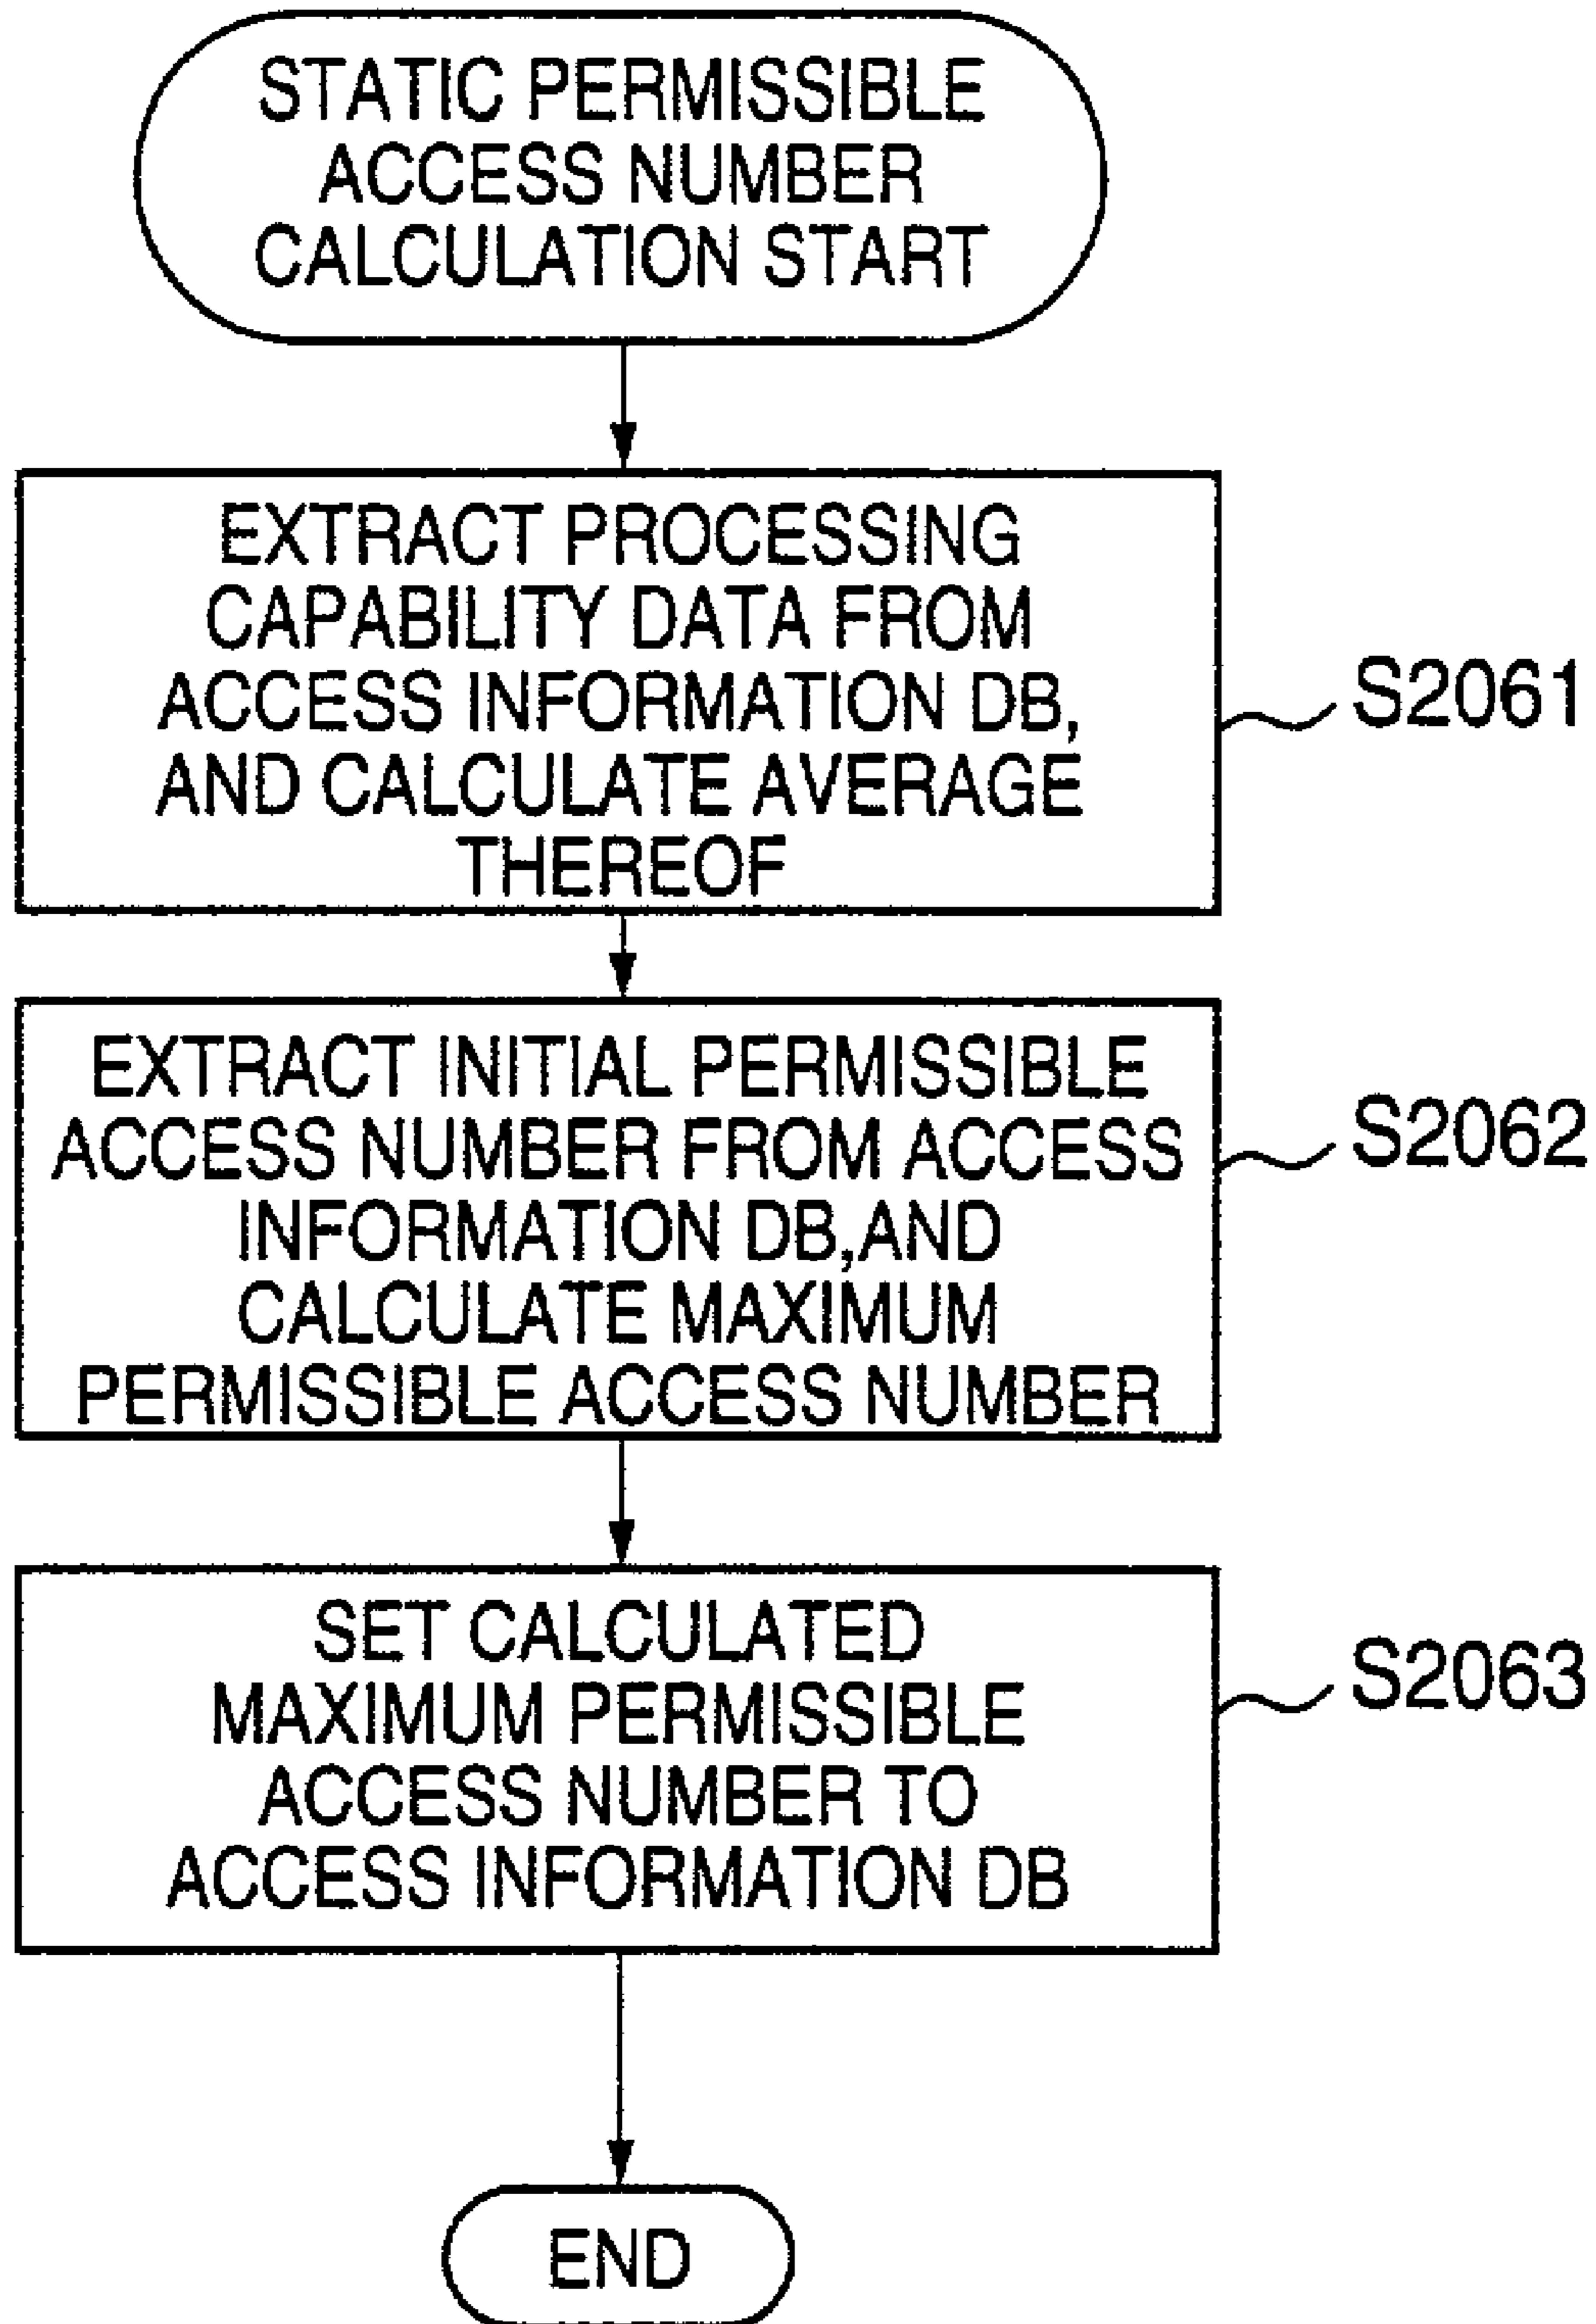 STATIC PERMISSIBLE
ACCESS NUMBER
CALCULATION START
EXTRACT PROCESSING
CAPABILITY DATA FROM
ACCESS INFORMATION DB,
AND CALCULATE AVERAGE
THEREOF
S2061
EXTRACT INITIAL PERMISSIBLE
ACCESS NUMBER FROM ACCESS
INFORMATION DB,AND
CALCULATE MAXIMUM
PERMISSIBLE ACCESS NUMBER
S2062
SET CALCULATED
MAXIMUM PERMISSIBLE
ACCESS NUMBER TO
ACCESS INFORMATION DB
S2063
END